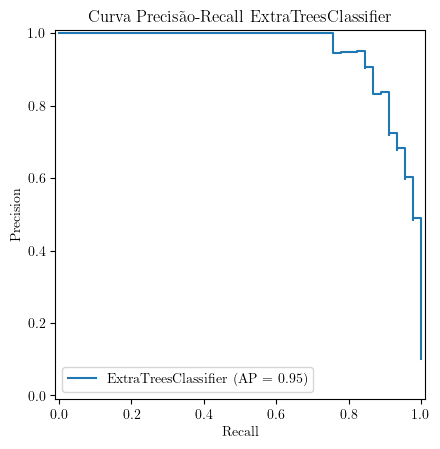 Curva Precisão-Recall ExtraTreesClassifier
1.0
0.8
0.6
0.4
0.2
0.0
Precision
ExtraTreesClassifier (AP = 0.95)
0.0 0.2 0.4 0.6 0.8 1.0
Recall